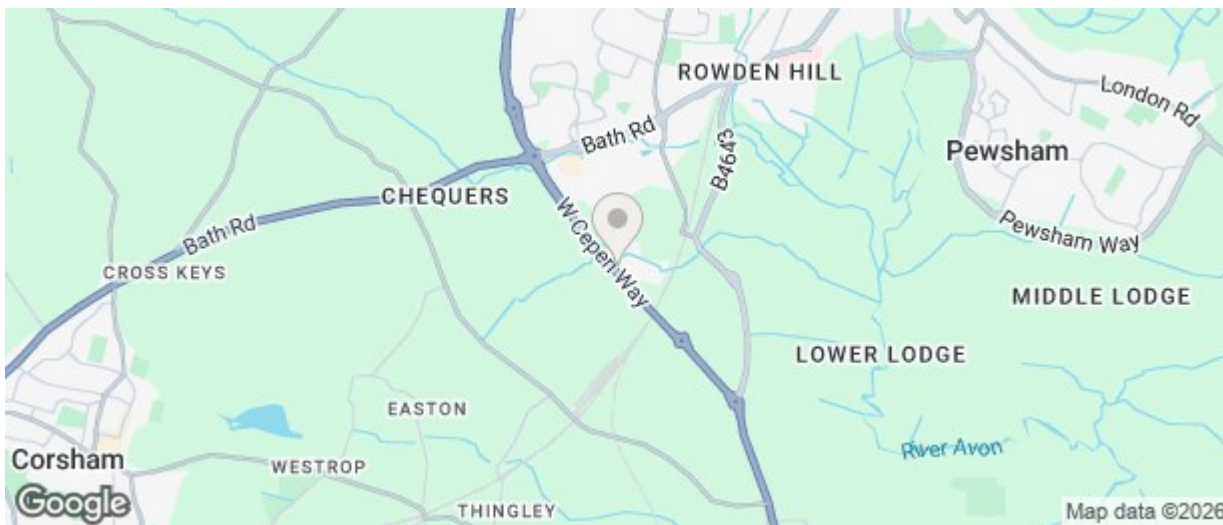 ROWDEN HILL
London Rd
Bath Rd
Pewsham
B4643
CHEQUERS
W Cepen Way
Bath Rd
Pewsham Way
CROSS KEYS
MIDDLE LODGE
LOWER LODGE
EASTON
River Avon
Corsham
WESTROP
Google
THINGLEY
Map data ©2026